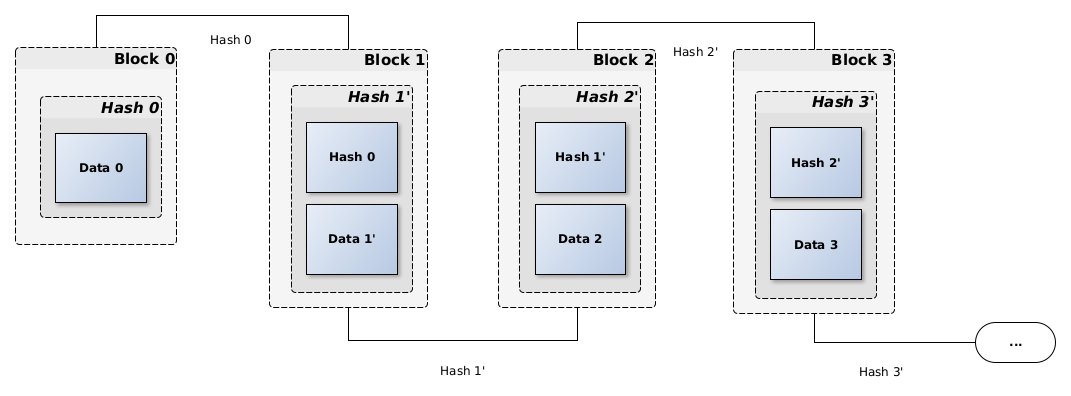 Hash 0
Block 0
Hash 0
Data 0
Block 1
Hash 1'
Hash 0
Data 1'
Hash 1'
Block 2
Hash 2'
Hash 1'
Data 2
Hash 2'
Block 3
Hash 3'
Hash 2'
Data 3
Hash 3'
...